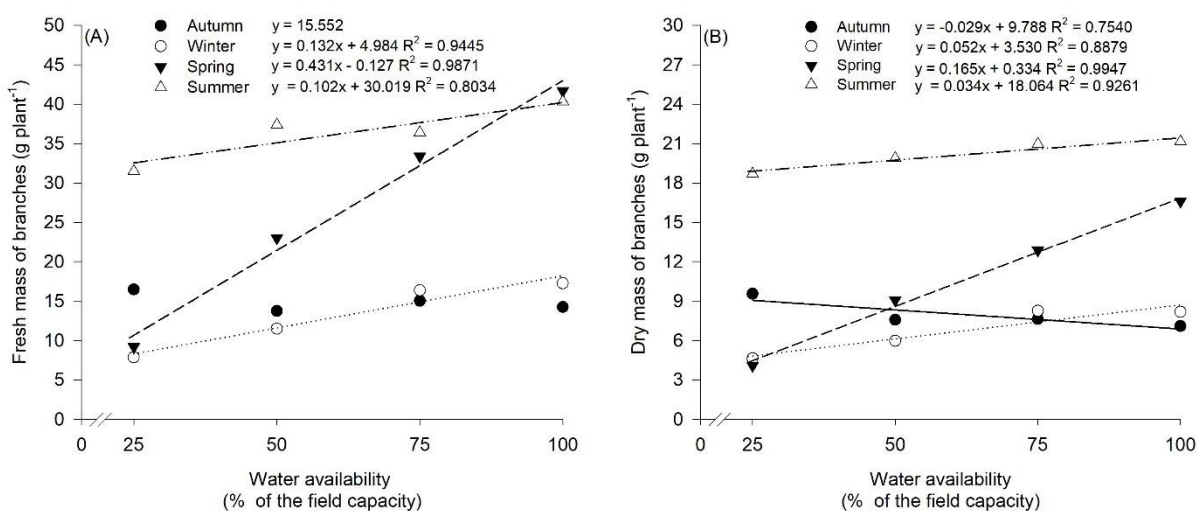 (A)
Autumn y = 15.552
Winter y = 0.132x + 4.984 R² = 0.9445
Spring y = 0.431x - 0.127 R² = 0.9871
Summer y = 0.102x + 30.019 R² = 0.8034
Fresh mass of branches (g plant⁻¹)
50
45
40
35
30
25
20
15
10
5
0
0 25 50 75 100
Water availability
(% of the field capacity)
(B)
Autumn y = -0.029x + 9.788 R² = 0.7540
Winter y = 0.052x + 3.530 R² = 0.8879
Spring y = 0.165x + 0.334 R² = 0.9947
Summer y = 0.034x + 18.064 R² = 0.9261
Dry mass of branches (g plant⁻¹)
30
27
24
21
18
15
12
9
6
3
0
0 25 50 75 100
Water availability
(% of the field capacity)